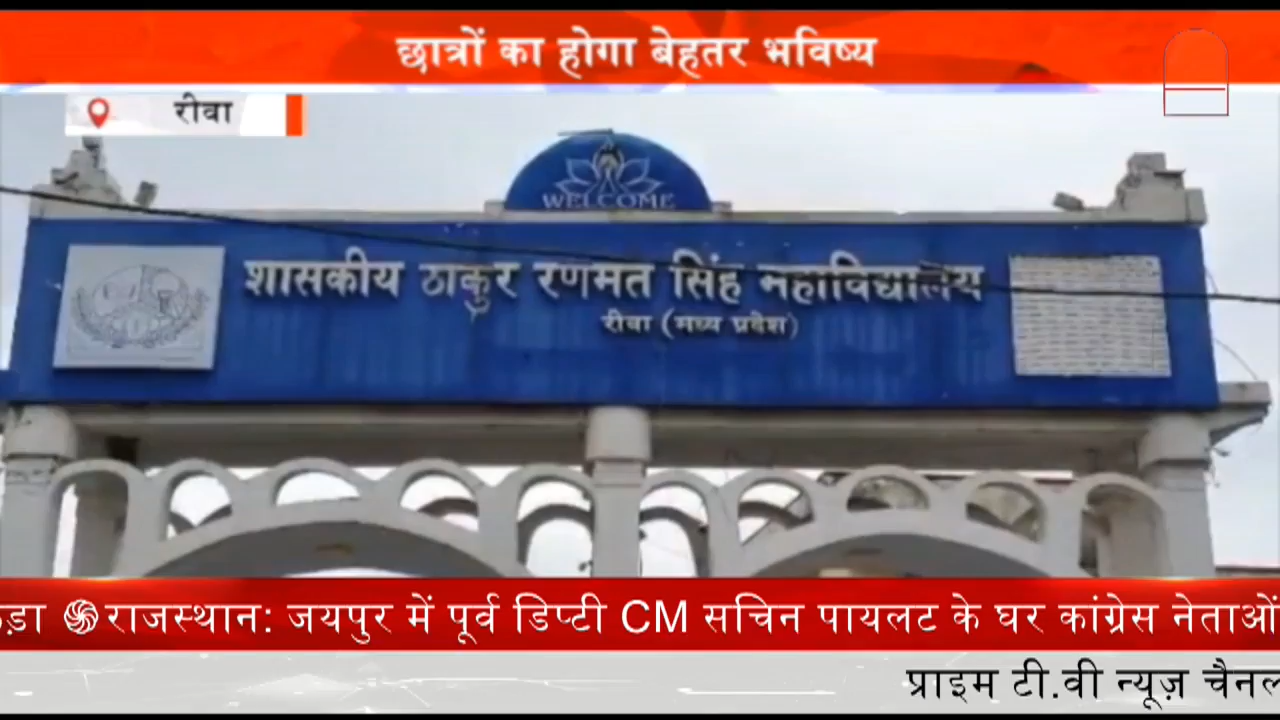 छात्रों का होगा बेहतर भविष्य
रीवा
WELCOME
शासकीय ठाकुर रणमत सिंह महाविद्यालय
रीवा (मध्य प्रदेश)
राजस्थान: जयपुर में पूर्व डिप्टी CM सचिन पायलट के घर कांग्रेस नेताओं
प्राइम टी.वी न्यूज़ चैनल